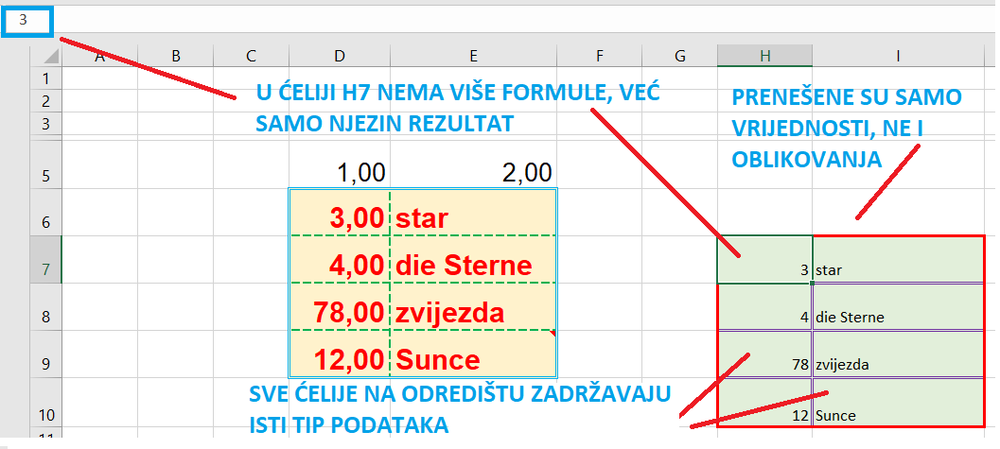 3
A B C D E F G H I
1
U ĆELIJI H7 NEMA VIŠE FORMULE, VEĆ
SAMO NJEZIN REZULTAT
PRENEŠENE SU SAMO
VRIJEDNOSTI, NE I
OBLIKOVANJA
2
3
5 1,00 2,00
6 3,00 star
7 4,00 die Sterne 3 star
8 78,00 zvijezda 4 die Sterne
9 12,00 Sunce 78 zvijezda
SVE ĆELIJE NA ODREDIŠTU ZADRŽAVAJU
ISTI TIP PODATAKA
10 12 Sunce
11